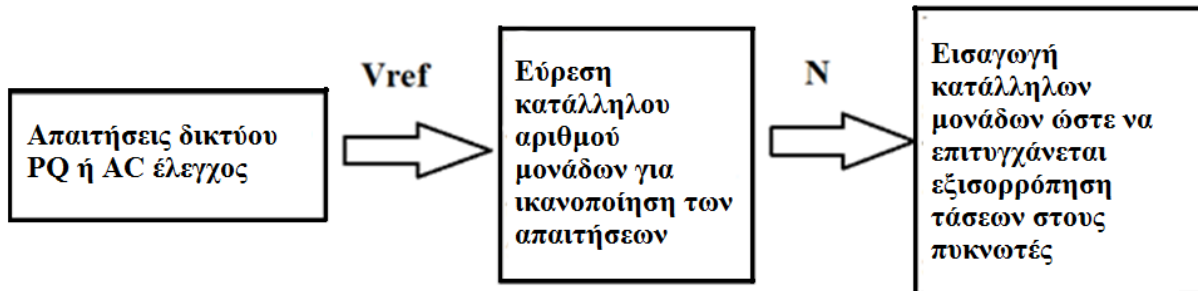 Απαιτήσεις δικτύου
PQ ή AC έλεγχος
Vref
Εύρεση
κατάλληλου
αριθμού
μονάδων για
ικανοποίηση των
απαιτήσεων
N
Εισαγωγή
κατάλληλων
μονάδων ώστε να
επιτυγχάνεται
εξισορρόπηση
τάσεων στους
πυκνωτές